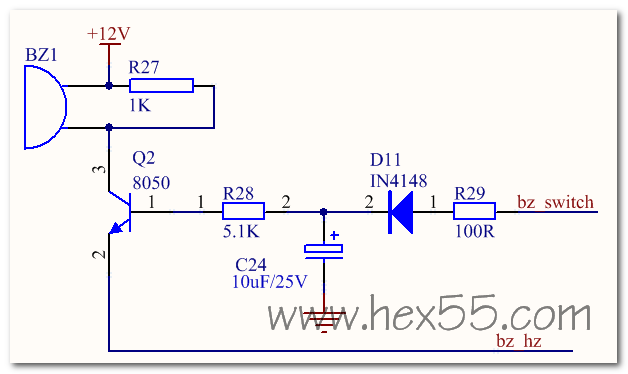 +12V
BZ1
R27
1K
3
Q2
8050
D11
IN4148
1
1
R28
2
2
1
R29
bz_switch
5.1K
100R
+
2
C24
10uF/25V
www.hex55.com
bz_hz